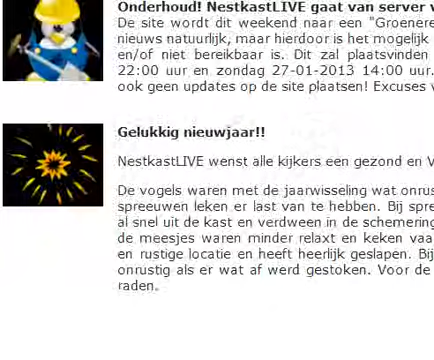 Onderhoud! NestkastLIVE gaat van server
De site wordt dit weekend naar een "Groenere
nieuws natuurlijk, maar hierdoor is het mogelijk
en/of niet bereikbaar is. Dit zal plaatsvinden
22:00 uur en zondag 27-01-2013 14:00 uur.
ook geen updates op de site plaatsen! Excuses
Gelukkig nieuwjaar!!
NestkastLIVE wenst alle kijkers een gezond en
De vogels waren met de jaarwisseling wat onrus
spreeuwen leken er last van te hebben. Bij spre
al snel uit de kast en verdween in de schemering
de meesjes waren minder relaxt en keken vaa
en rustige locatie en heeft heerlijk geslapen. Bij
onrustig als er wat af werd gestoken. Voor de
raden.